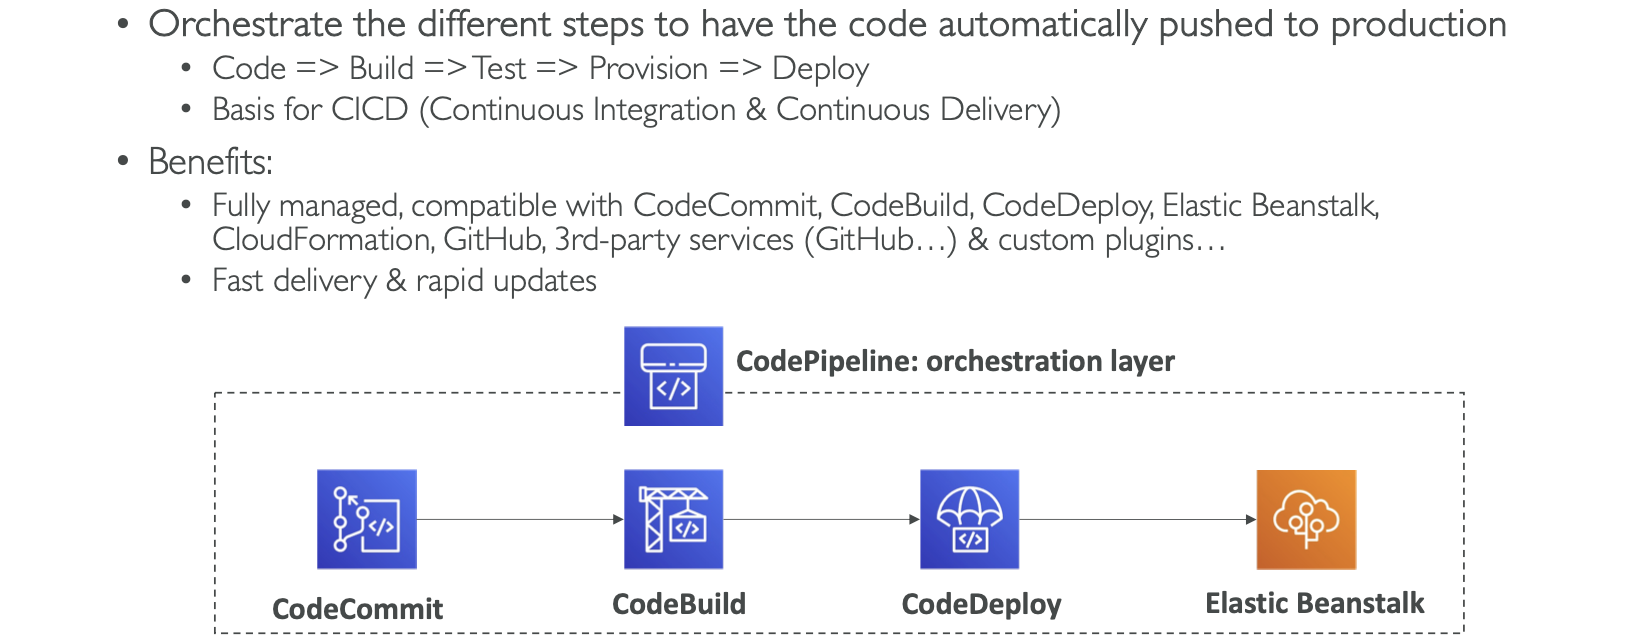 • Orchestrate the different steps to have the code automatically pushed to production
• Code => Build => Test => Provision => Deploy
• Basis for CICD (Continuous Integration & Continuous Delivery)
• Benefits:
• Fully managed, compatible with CodeCommit, CodeBuild, CodeDeploy, Elastic Beanstalk,
CloudFormation, GitHub, 3rd-party services (GitHub…) & custom plugins…
• Fast delivery & rapid updates
CodePipeline: orchestration layer
CodeCommit
CodeBuild
CodeDeploy
Elastic Beanstalk